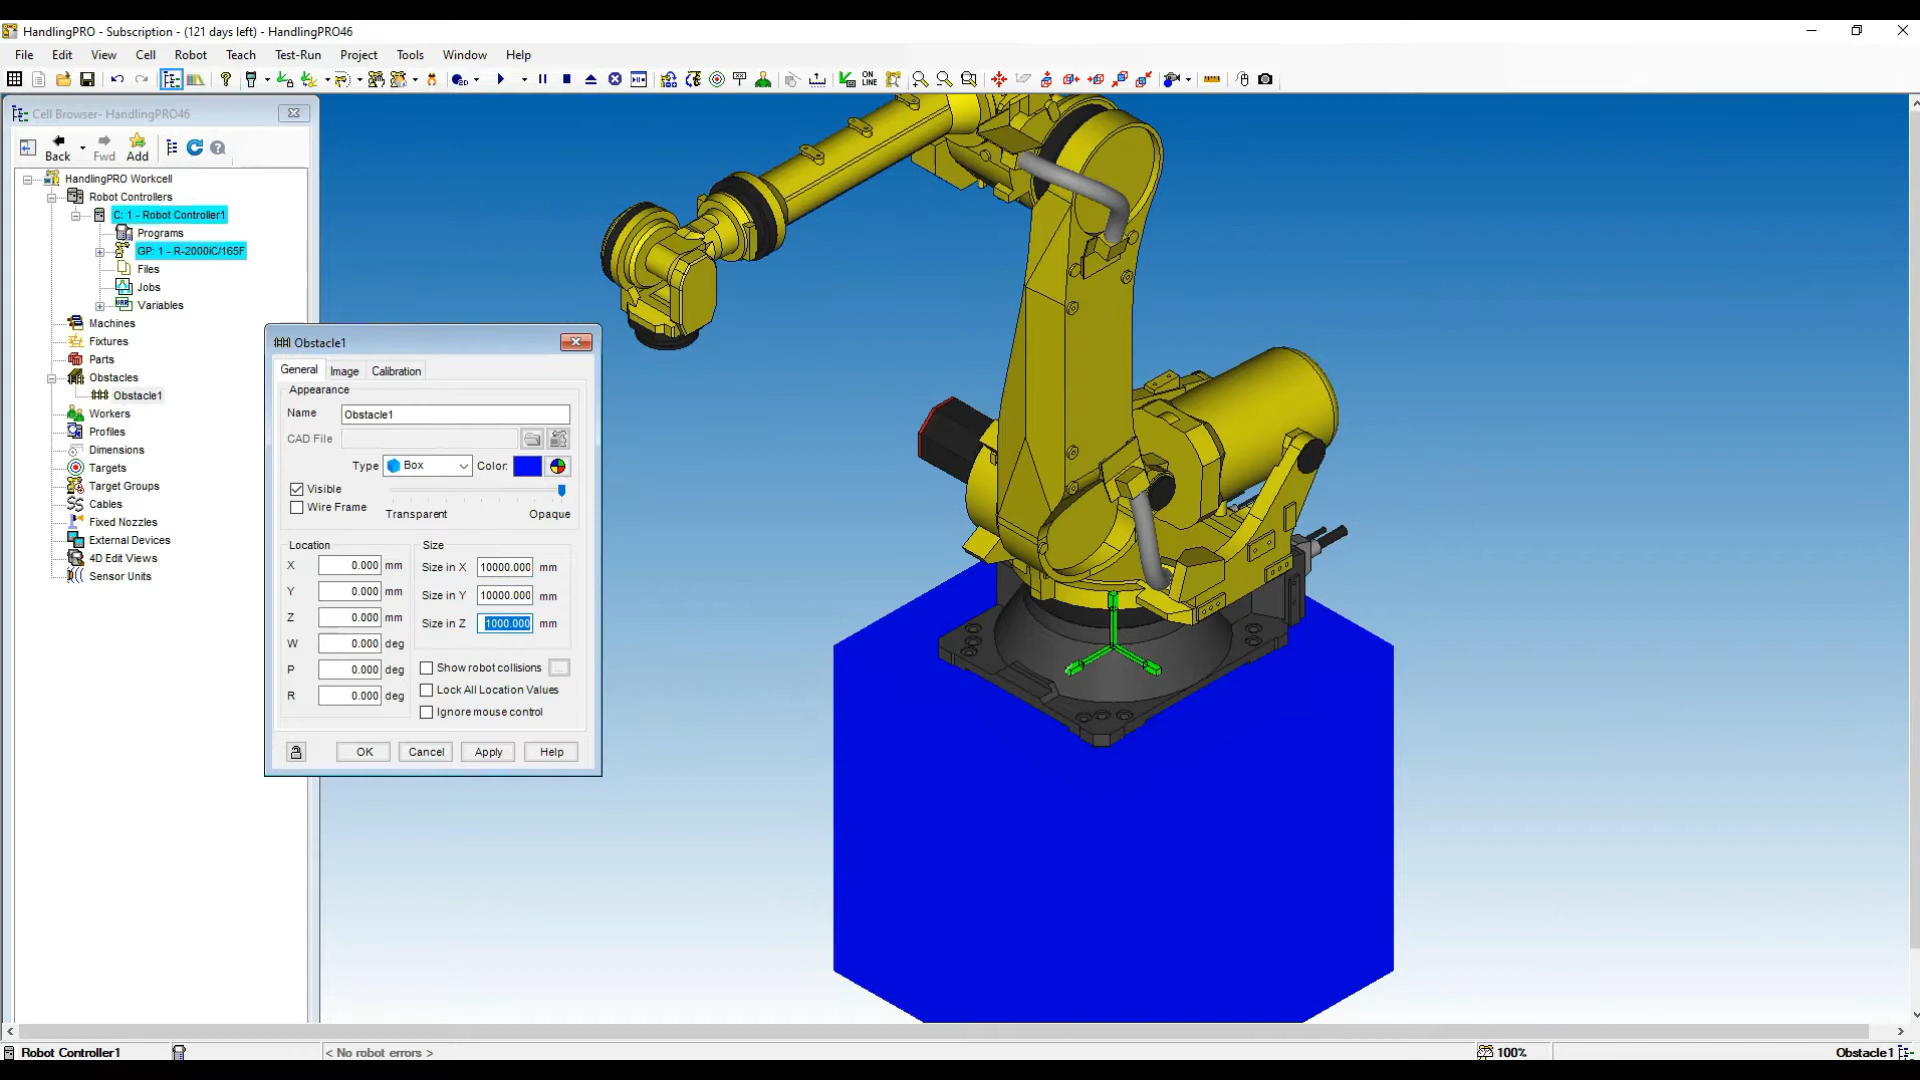 HandlingPRO - Subscription - (121 days left) - HandlingPRO46
File Edit View Cell Robot Teach Test-Run Project Tools Window Help
ON
LINE
Cell Browser- HandlingPRO46
Back Fwd Add
HandlingPRO Workcell
Robot Controllers
C: 1 - Robot Controller1
Programs
GP: 1 - R-2000iC/165F
Files
Jobs
Variables
Machines
Fixtures
Parts
Obstacles
Obstacle1
Workers
Profiles
Dimensions
Targets
Target Groups
Cables
Fixed Nozzles
External Devices
4D Edit Views
Sensor Units
Obstacle1
General Image Calibration
Appearance
Name Obstacle1
CAD File
Type Box Color:
Visible
Wire Frame
Transparent Opaque
Location Size
X 0.000 mm Size in X 10000.000 mm
Y 0.000 mm Size in Y 10000.000 mm
Z 0.000 mm Size in Z 1000.000 mm
W 0.000 deg
P 0.000 deg Show robot collisions ...
R 0.000 deg Lock All Location Values
Ignore mouse control
OK Cancel Apply Help
Robot Controller1 < No robot errors > 100% Obstacle1